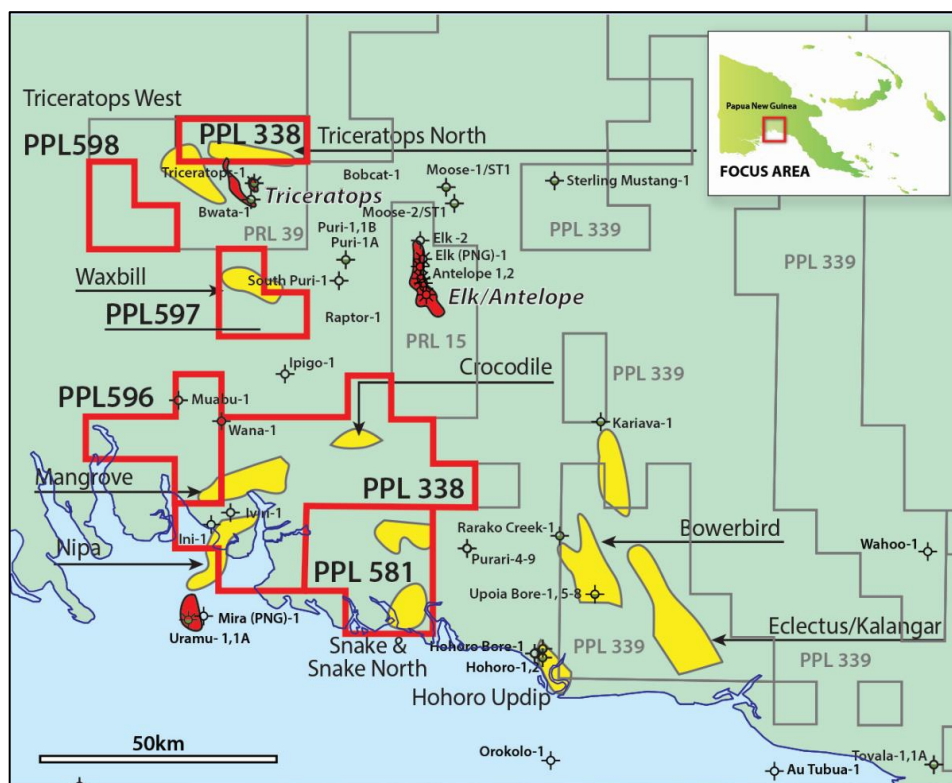 Papua New Guinea
FOCUS AREA
Triceratops West
PPL598
PPL 338
Triceratops North
Triceratops-1
Triceratops
Bwata-1
PRL 39
Bobcat-1
Moose-1/ST1
Moose-2/ST1
Sterling Mustang-1
PPL 339
PPL 339
Puri-1,1B
Puri-1A
Elk -2
Elk (PNG)-1
Antelope 1,2
Elk/Antelope
Waxbill
South Puri-1
PPL597
Raptor-1
PRL 15
Ipigo-1
Crocodile
PPL 339
PPL596
Muabu-1
Wana-1
Kariava-1
Mangrove
PPL 338
Iviri-1
Ini-1
Rarako Creek-1
Bowerbird
Nipa
PPL 581
Purari-4-9
Wahoo-1
Upoia Bore-1, 5-8
Mira (PNG)-1
Uramu- 1,1A
Eclectus/Kalangar
Snake &
Snake North
Hohoro Bore-1
Hohoro-1,2
PPL 339
PPL 339
Hohoro Updip
50km
Orokolo-1
Au Tubua-1
Tovala-1,1A